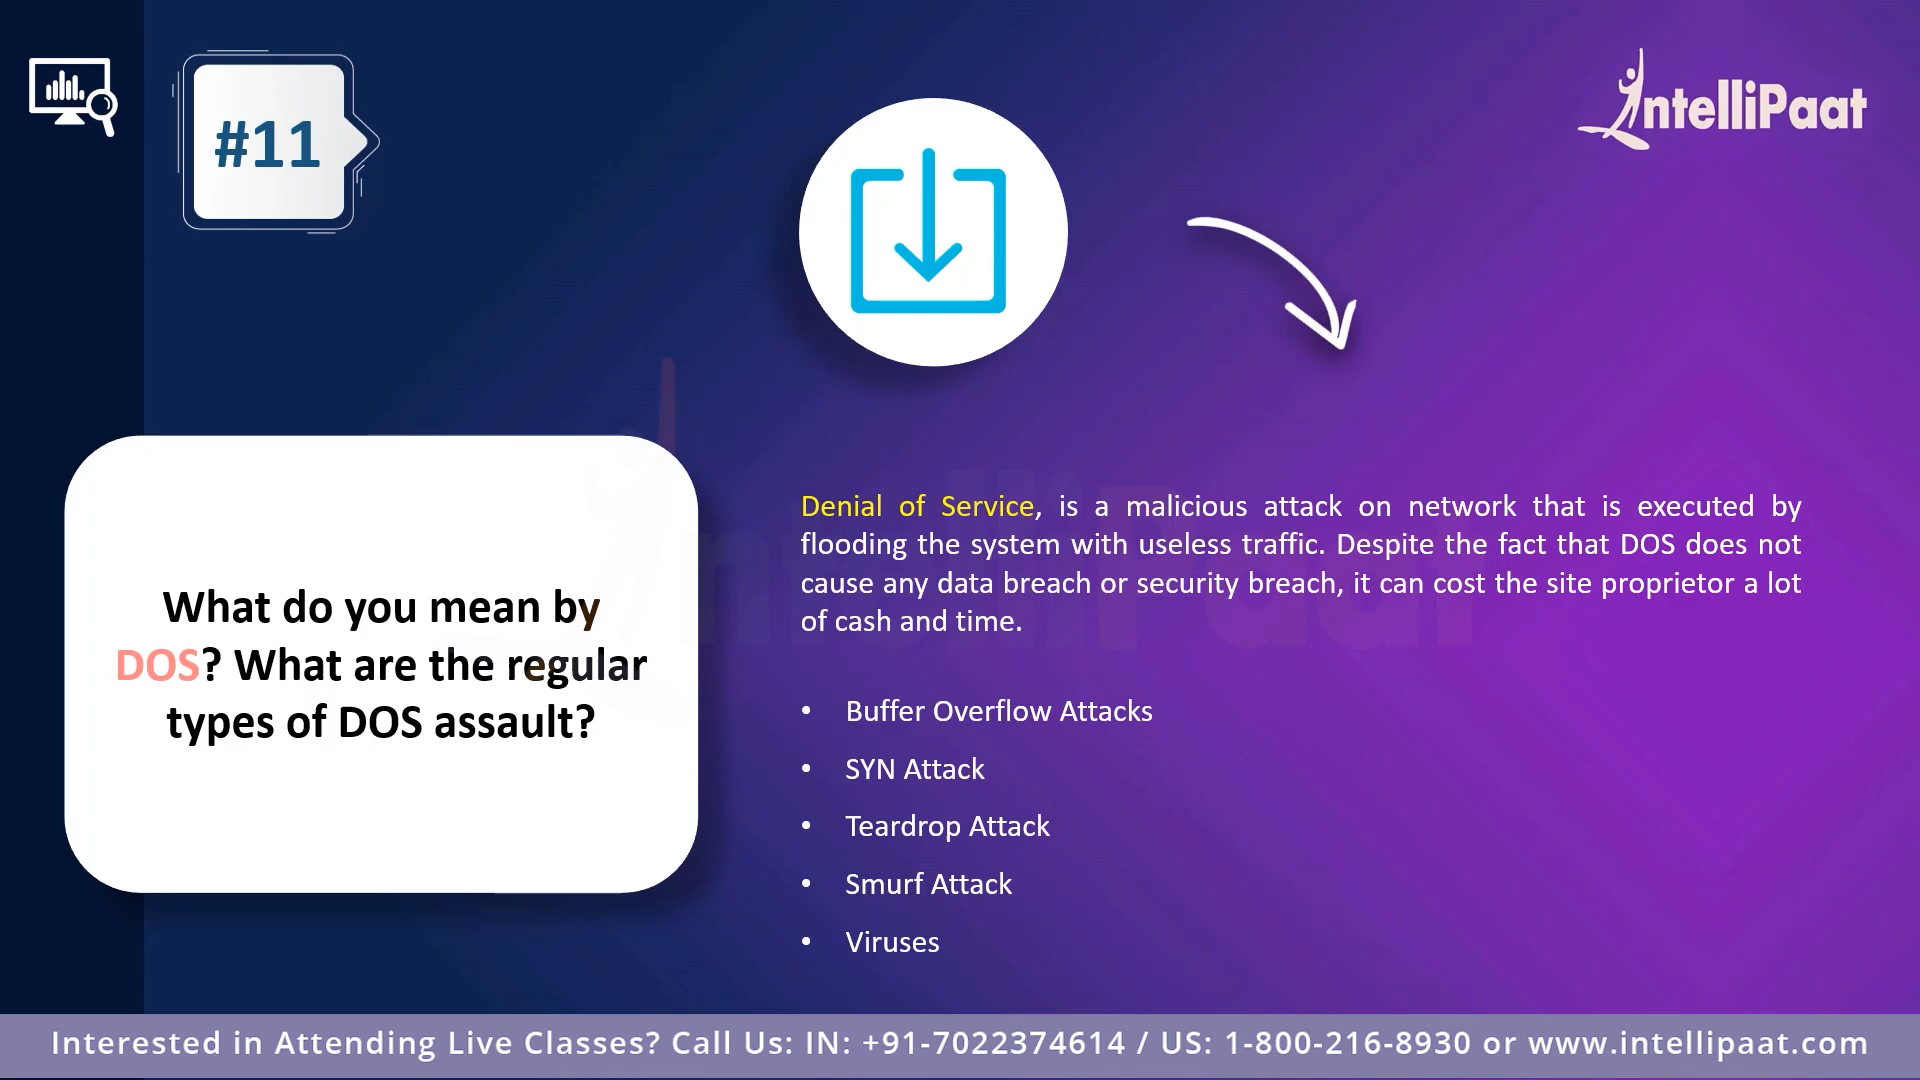 #11
IntelliPaat
What do you mean by
DOS? What are the regular
types of DOS assault?
Denial of Service, is a malicious attack on network that is executed by
flooding the system with useless traffic. Despite the fact that DOS does not
cause any data breach or security breach, it can cost the site proprietor a lot
of cash and time.
• Buffer Overflow Attacks
• SYN Attack
• Teardrop Attack
• Smurf Attack
• Viruses
IntelliPaat
Interested in Attending Live Classes? Call Us: IN: +91-7022374614 / US: 1-800-216-8930 or www.intellipaat.com